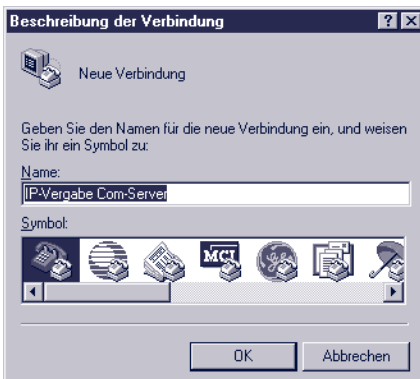 Beschreibung der Verbindung
Neue Verbindung
Geben Sie den Namen für die neue Verbindung ein, und weisen
Sie ihr ein Symbol zu:
Name:
IP-Vergabe Com-Server
Symbol:
MCI
OK
Abbrechen